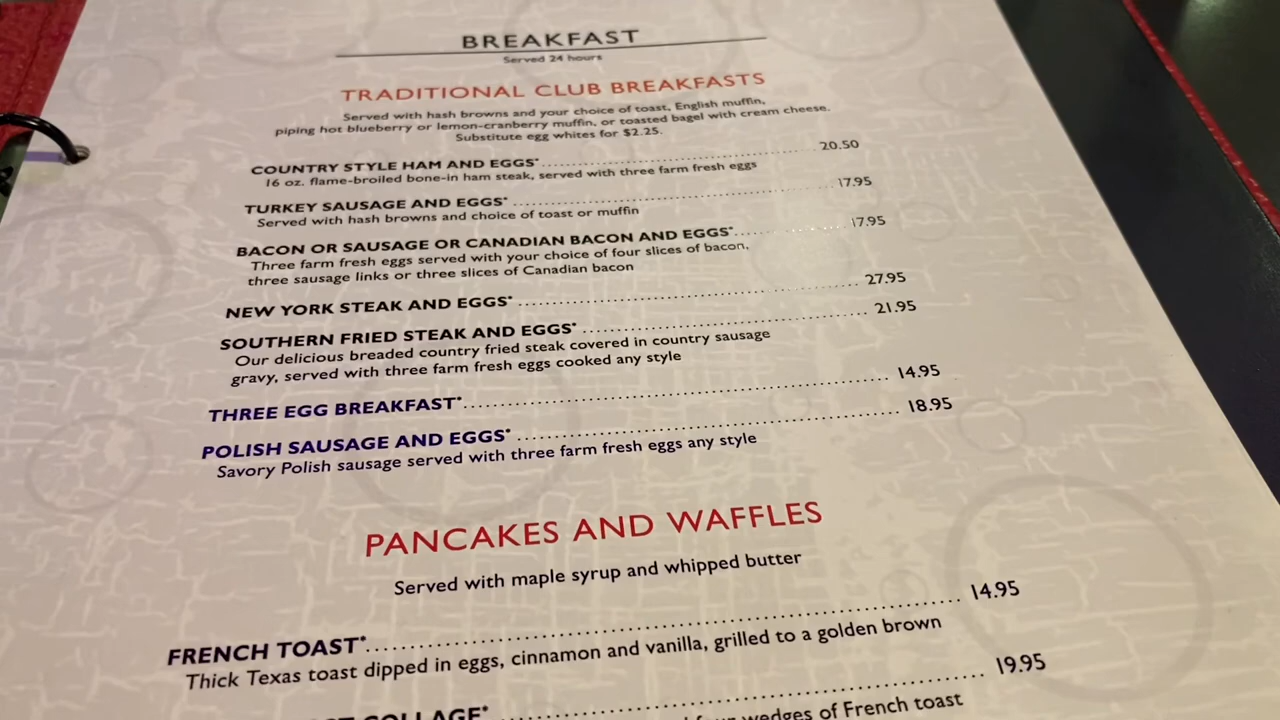 BREAKFAST
Served 24 hours
TRADITIONAL CLUB BREAKFASTS
Served with hash browns and your choice of toast, English muffin,
piping hot blueberry or lemon-cranberry muffin, or toasted bagel with cream cheese.
Substitute egg whites for $2.25.
COUNTRY STYLE HAM AND EGGS* 20.50
16 oz. flame-broiled bone-in ham steak, served with three farm fresh eggs
TURKEY SAUSAGE AND EGGS* 17.95
Served with hash browns and choice of toast or muffin
BACON OR SAUSAGE OR CANADIAN BACON AND EGGS* 17.95
Three farm fresh eggs served with your choice of four slices of bacon,
three sausage links or three slices of Canadian bacon
NEW YORK STEAK AND EGGS* 27.95
SOUTHERN FRIED STEAK AND EGGS* 21.95
Our delicious breaded country fried steak covered in country sausage
gravy, served with three farm fresh eggs cooked any style
THREE EGG BREAKFAST* 14.95
POLISH SAUSAGE AND EGGS* 18.95
Savory Polish sausage served with three farm fresh eggs any style
PANCAKES AND WAFFLES
Served with maple syrup and whipped butter
FRENCH TOAST* 14.95
Thick Texas toast dipped in eggs, cinnamon and vanilla, grilled to a golden brown
COLLAGE* 19.95
wedges of French toast